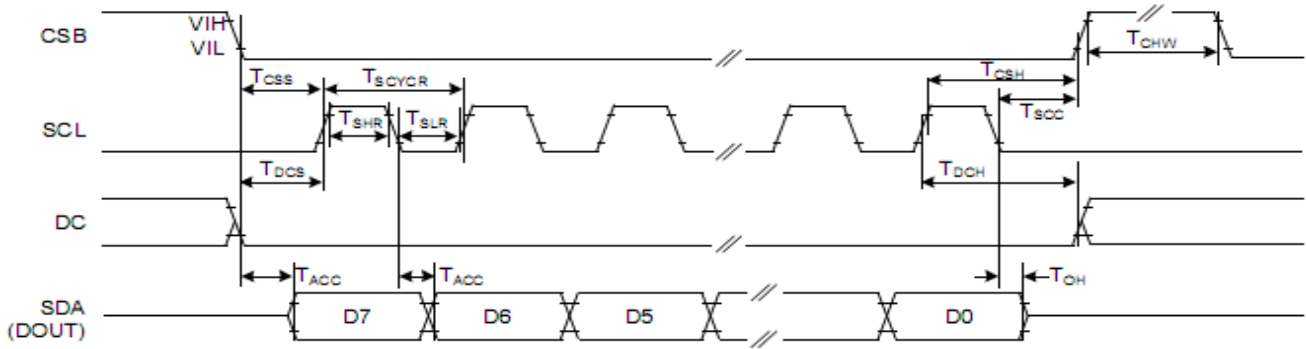 CSB VIH VIL TCHW
TCSS TSCYCR TCSH
SCL TSHR TSLR TSCC
TDCS TDCH
DC
TACC TACC TOH
SDA (DOUT) D7 D6 D5 D0